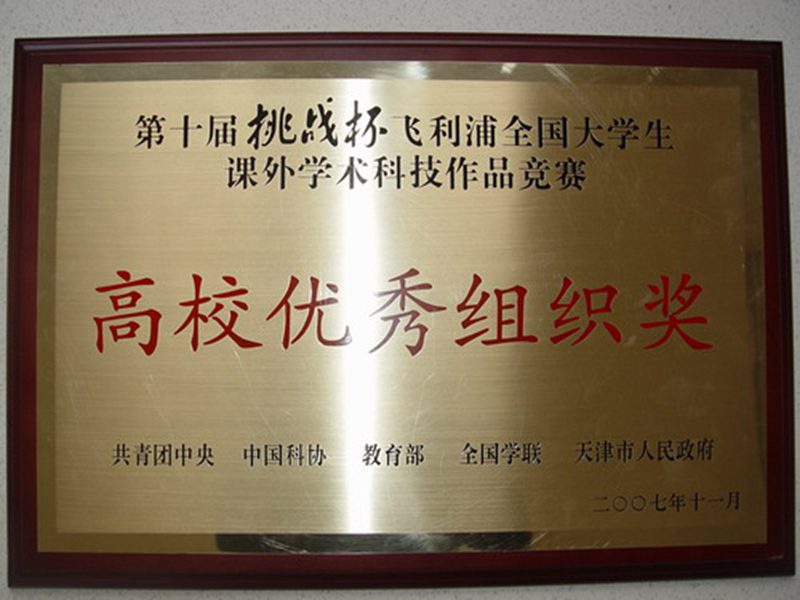 第十届挑战杯飞利浦全国大学生
课外学术科技作品竞赛
高校优秀组织奖
共青团中央 中国科协 教育部 全国学联 天津市人民政府
二〇〇七年十一月